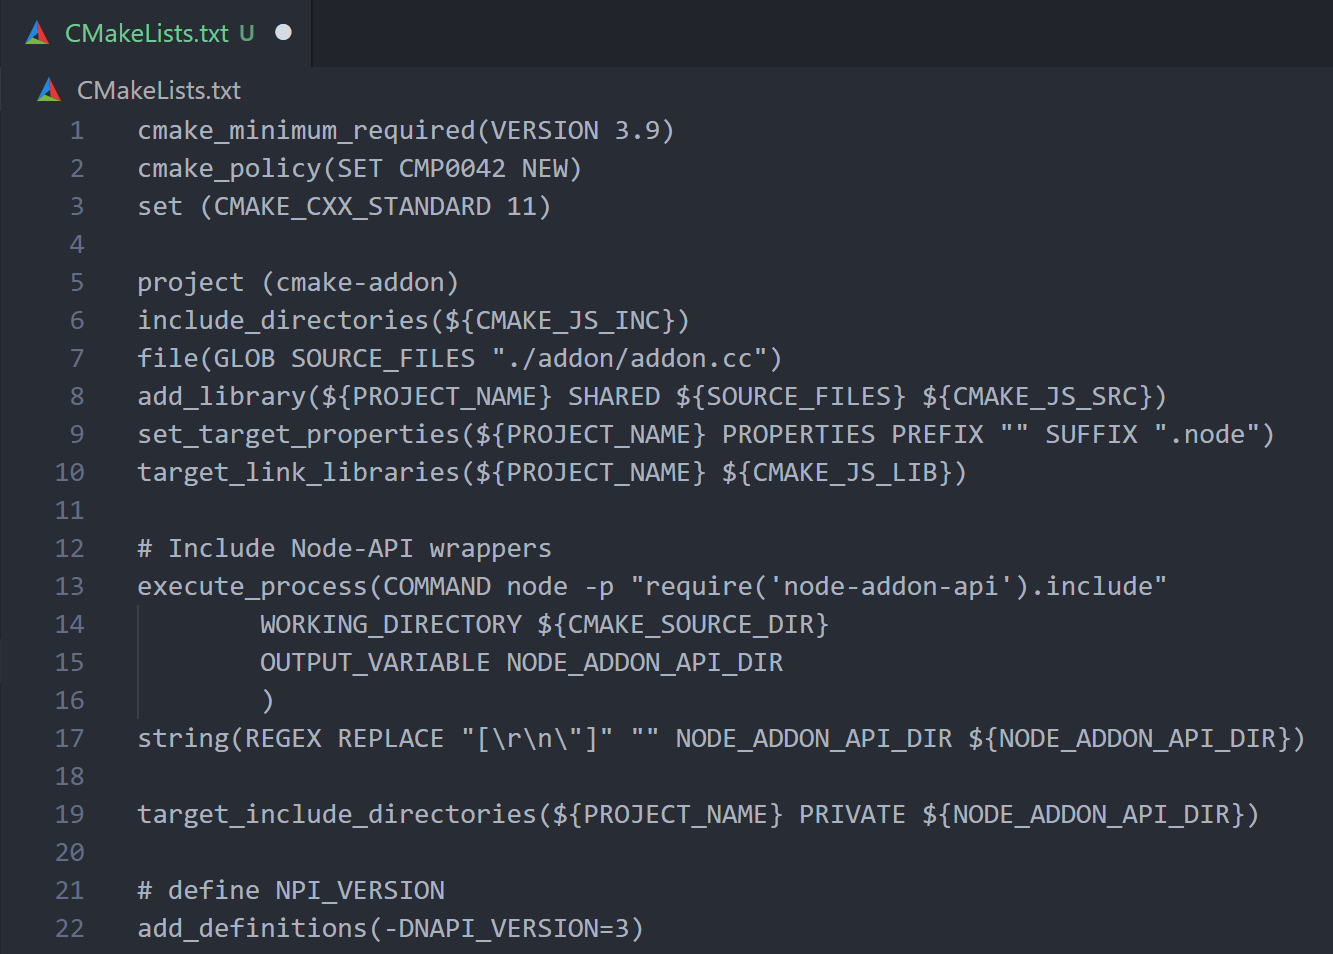 CMakeLists.txt U
CMakeLists.txt
1 cmake_minimum_required(VERSION 3.9)
2 cmake_policy(SET CMP0042 NEW)
3 set (CMAKE_CXX_STANDARD 11)
4
5 project (cmake-addon)
6 include_directories(${CMAKE_JS_INC})
7 file(GLOB SOURCE_FILES "./addon/addon.cc")
8 add_library(${PROJECT_NAME} SHARED ${SOURCE_FILES} ${CMAKE_JS_SRC})
9 set_target_properties(${PROJECT_NAME} PROPERTIES PREFIX "" SUFFIX ".node")
10 target_link_libraries(${PROJECT_NAME} ${CMAKE_JS_LIB})
11
12 # Include Node-API wrappers
13 execute_process(COMMAND node -p "require('node-addon-api').include"
14         WORKING_DIRECTORY ${CMAKE_SOURCE_DIR}
15         OUTPUT_VARIABLE NODE_ADDON_API_DIR
16         )
17 string(REGEX REPLACE "[\r\n\"]" "" NODE_ADDON_API_DIR ${NODE_ADDON_API_DIR})
18
19 target_include_directories(${PROJECT_NAME} PRIVATE ${NODE_ADDON_API_DIR})
20
21 # define NPI_VERSION
22 add_definitions(-DNAPI_VERSION=3)